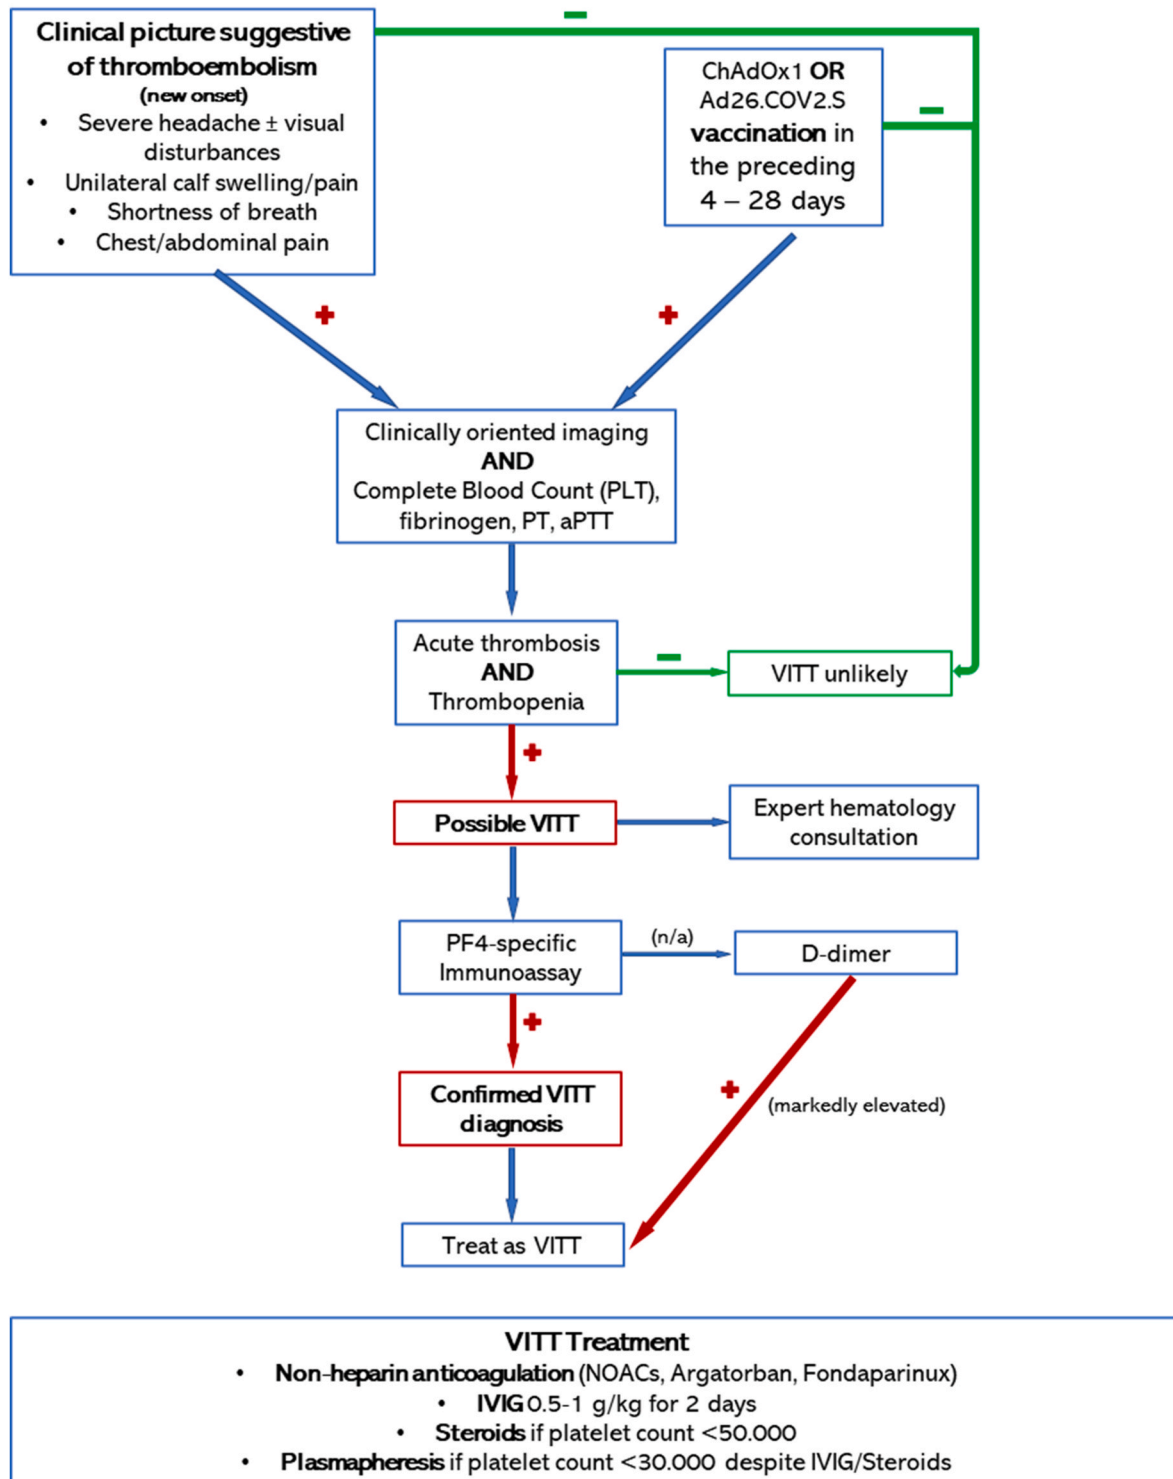 Clinical picture suggestive
of thromboembolism
(new onset)
• Severe headache ± visual
disturbances
• Unilateral calf swelling/pain
• Shortness of breath
• Chest/abdominal pain
ChAdOx1 OR
Ad26.COV2.S
vaccination in
the preceding
4 – 28 days
Clinically oriented imaging
AND
Complete Blood Count (PLT),
fibrinogen, PT, aPTT
Acute thrombosis
AND
Thrombopenia
VITT unlikely
Possible VITT
Expert hematology
consultation
PF4-specific
Immunoassay
(n/a)
D-dimer
Confirmed VITT
diagnosis
(markedly elevated)
Treat as VITT
VITT Treatment
• Non-heparin anticoagulation (NOACs, Argatorban, Fondaparinux)
• IVIG 0.5-1 g/kg for 2 days
• Steroids if platelet count <50.000
• Plasmapheresis if platelet count <30.000 despite IVIG/Steroids